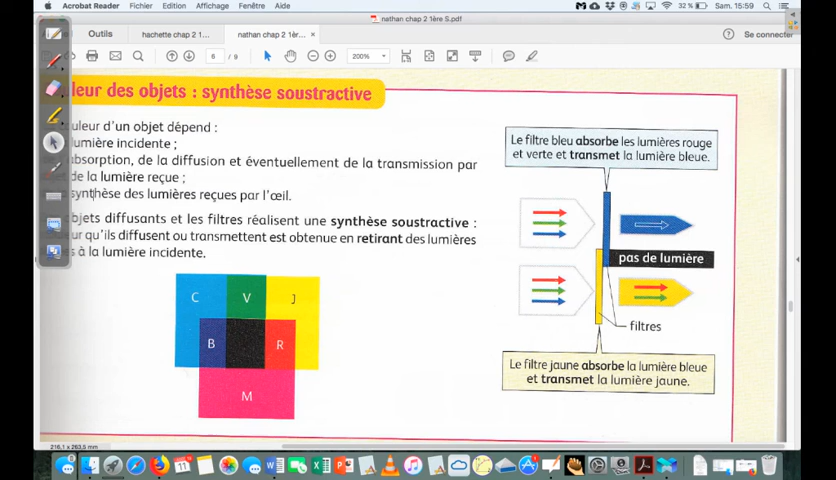 Acrobat Reader Fichier Edition Affichage Fenêtre Aide
32 % Sam. 15:59
nathan chap 2 1ère S.pdf
Outils
hachette chap 2 1...
nathan chap 2 1èr...
Se connecter
6 / 9
200%
leur des objets : synthèse soustractive
uleur d'un objet dépend :
lumière incidente ;
'absorption, de la diffusion et éventuellement de la transmission par
et de la lumière reçue ;
synthèse des lumières reçues par l'œil.
objets diffusants et les filtres réalisent une synthèse soustractive :
eur qu'ils diffusent ou transmettent est obtenue en retirant des lumières
s à la lumière incidente.
C V J
B R
M
Le filtre bleu absorbe les lumières rouge
et verte et transmet la lumière bleue.
pas de lumière
filtres
Le filtre jaune absorbe la lumière bleue
et transmet la lumière jaune.
216,1 x 263,5 mm